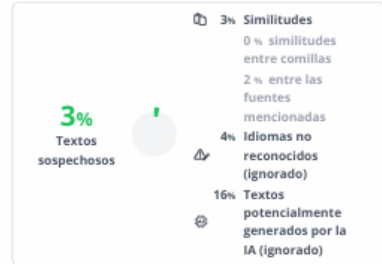 3%
Textos
sospechosos
3% Similitudes
0 % similitudes
entre comillas
2 % entre las
fuentes
mencionadas
4% Idiomas no
reconocidos
(ignorado)
16% Textos
potencialmente
generados por la
IA (ignorado)